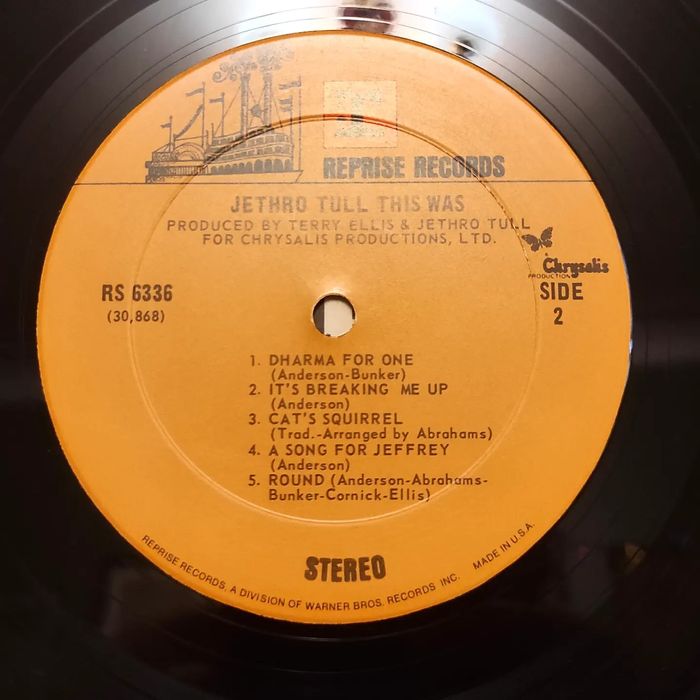 REPRISE RECORDS
JETHRO TULL THIS WAS
PRODUCED BY TERRY ELLIS & JETHRO TULL
FOR CHRYSALIS PRODUCTIONS, LTD.
A
Chrysalis
PRODUCTION
RS 6336
(30,868)
SIDE
2
1. DHARMA FOR ONE
(Anderson-Bunker)
2. IT'S BREAKING ME UP
(Anderson)
3. CAT'S SQUIRREL
(Trad.-Arranged by Abrahams)
4. A SONG FOR JEFFREY
(Anderson)
5. ROUND (Anderson-Abrahams-
Bunker-Cornick-Ellis)
STEREO
REPRISE RECORDS, A DIVISION OF WARNER BROS. RECORDS INC. MADE IN U.S.A.